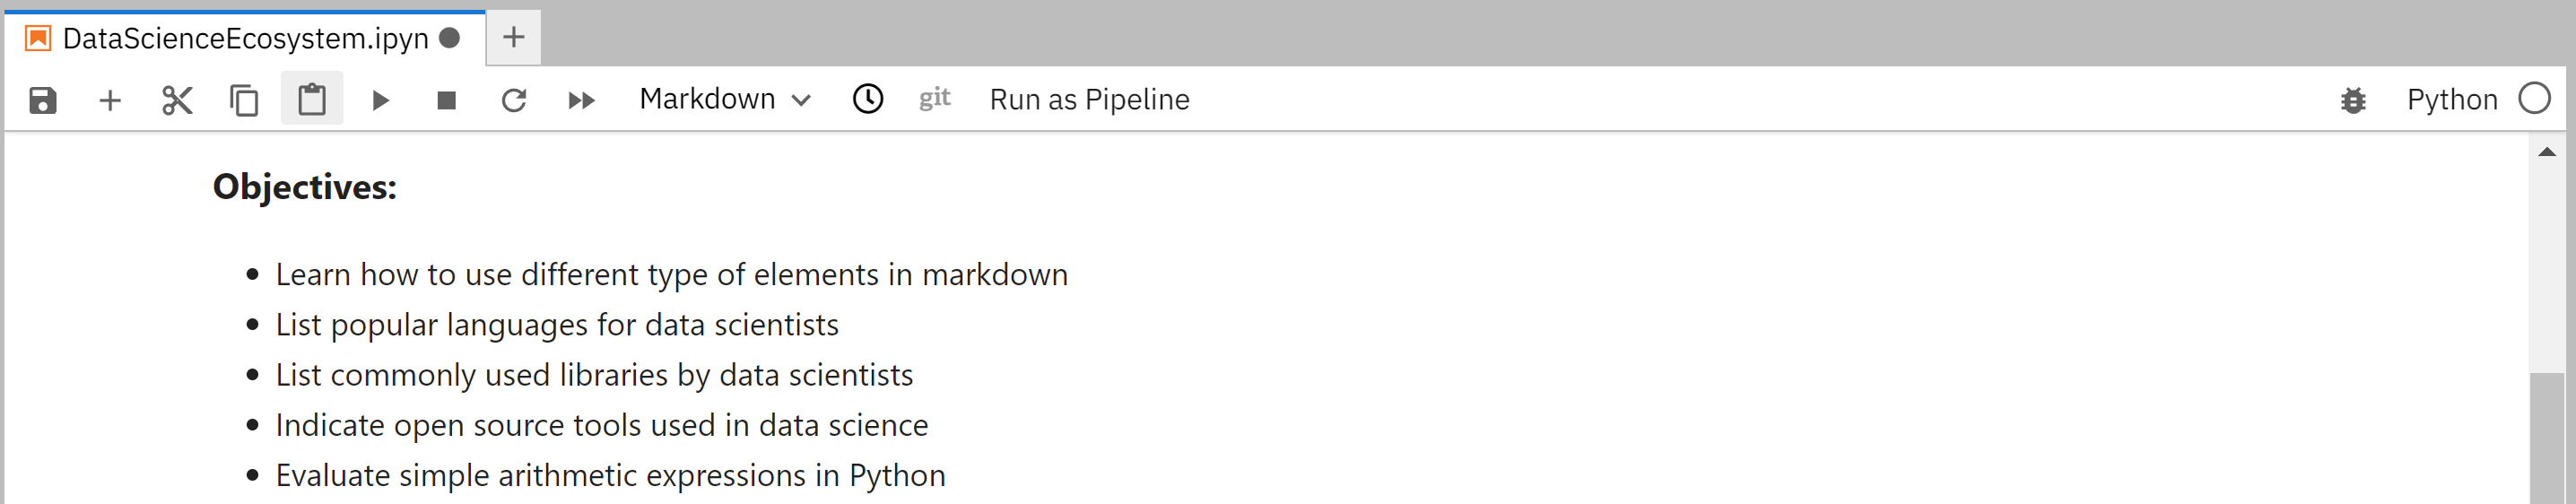 DataScienceEcosystem.ipyn
Markdown git Run as Pipeline Python
Objectives:
• Learn how to use different type of elements in markdown
• List popular languages for data scientists
• List commonly used libraries by data scientists
• Indicate open source tools used in data science
• Evaluate simple arithmetic expressions in Python